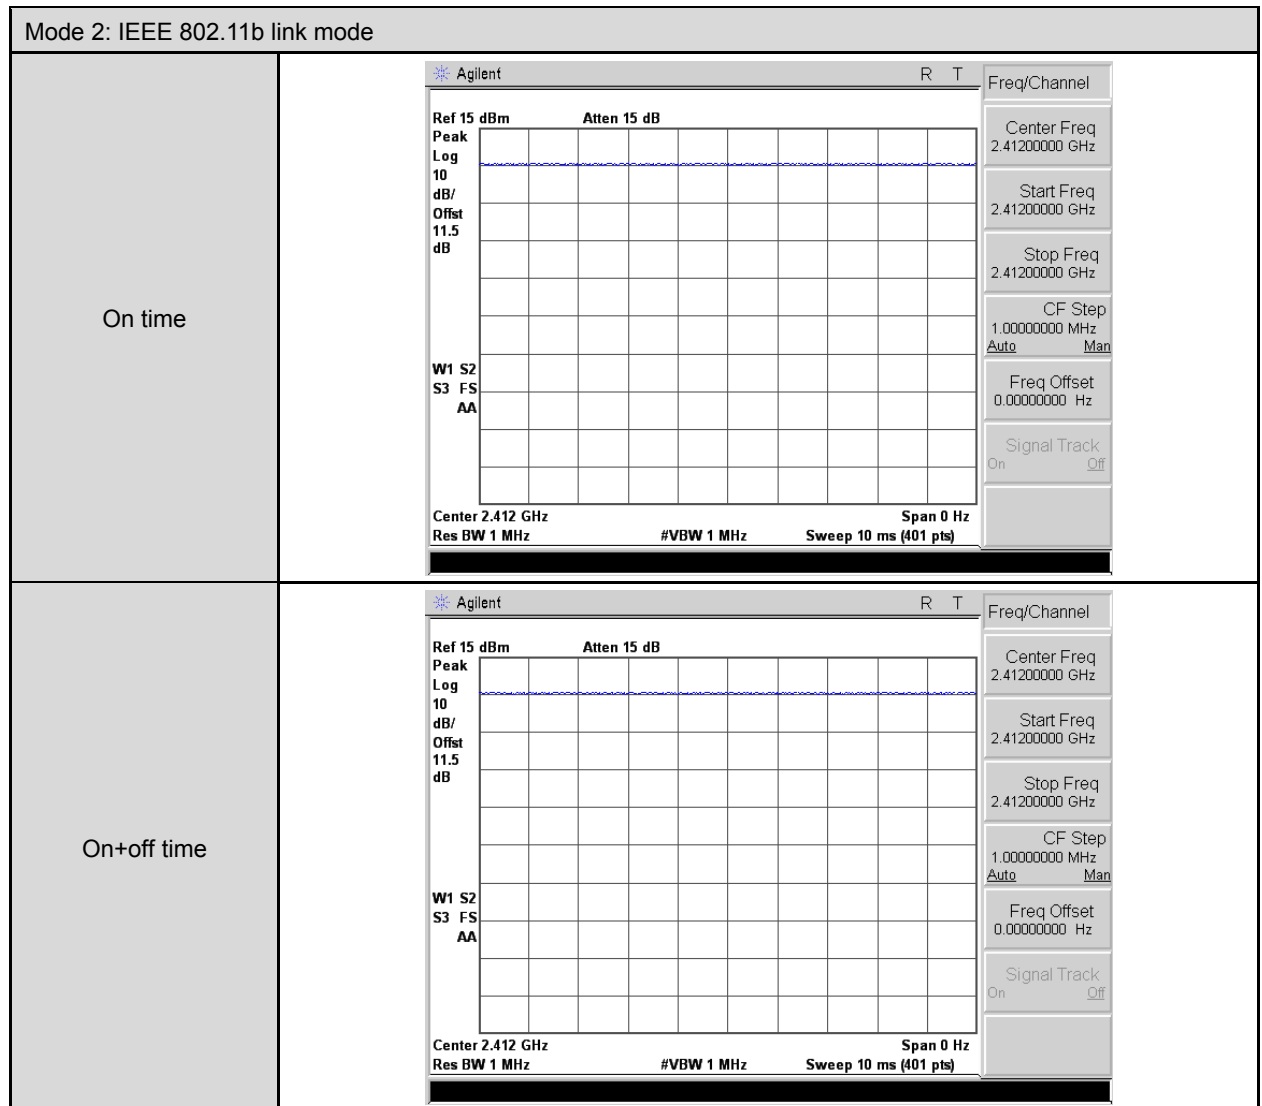 Mode 2: IEEE 802.11b link mode
On time
Agilent R T
Ref 15 dBm Atten 15 dB
Peak
Log
10
dB/
Offst
11.5
dB
W1 S2
S3 FS
AA
Center 2.412 GHz Span 0 Hz
Res BW 1 MHz #VBW 1 MHz Sweep 10 ms (401 pts)
Freq/Channel
Center Freq
2.41200000 GHz
Start Freq
2.41200000 GHz
Stop Freq
2.41200000 GHz
CF Step
1.00000000 MHz
Auto Man
Freq Offset
0.00000000 Hz
Signal Track
On Off
On+off time
Agilent R T
Ref 15 dBm Atten 15 dB
Peak
Log
10
dB/
Offst
11.5
dB
W1 S2
S3 FS
AA
Center 2.412 GHz Span 0 Hz
Res BW 1 MHz #VBW 1 MHz Sweep 10 ms (401 pts)
Freq/Channel
Center Freq
2.41200000 GHz
Start Freq
2.41200000 GHz
Stop Freq
2.41200000 GHz
CF Step
1.00000000 MHz
Auto Man
Freq Offset
0.00000000 Hz
Signal Track
On Off